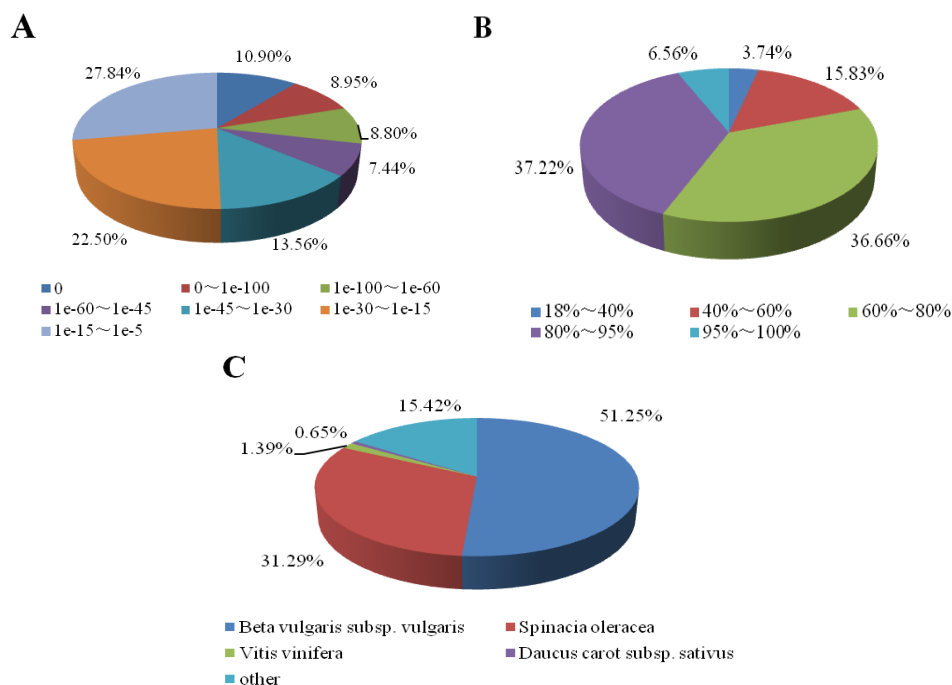 A
10.90%
27.84%
8.95%
8.80%
7.44%
22.50%
13.56%
0
0～1e-100
1e-100～1e-60
1e-60～1e-45
1e-45～1e-30
1e-30～1e-15
1e-15～1e-5
B
6.56%
3.74%
15.83%
37.22%
36.66%
18%～40%
40%～60%
60%～80%
80%～95%
95%～100%
C
15.42%
51.25%
0.65%
1.39%
31.29%
Beta vulgaris subsp. vulgaris
Spinacia oleracea
Vitis vinifera
Daucus carot subsp. sativus
other